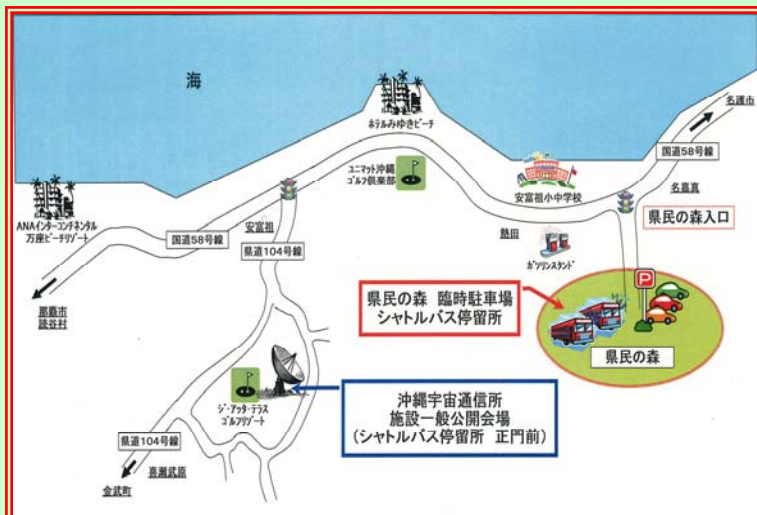 海
名護市
ホテルみゆきビーチ
国道58号線
ユニマット沖縄
ゴルフ倶楽部
安富祖小中学校
名嘉真
ANAインターコンチネンタル
万座ビーチリゾート
安富祖
熱田
県民の森入口
国道58号線
県道104号線
ガソリンスタンド
P
那覇市
読谷村
県民の森 臨時駐車場
シャトルバス停留所
県民の森
沖縄宇宙通信所
施設一般公開会場
(シャトルバス停留所 正門前)
ジ・アッタ・テラス
ゴルフリゾート
県道104号線
喜瀬武原
金武町